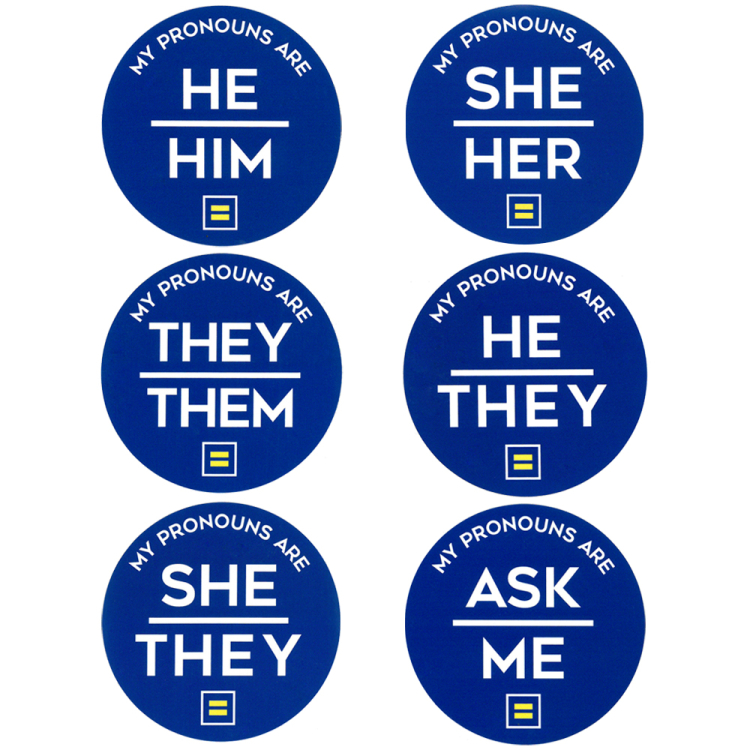 MY PRONOUNS ARE
HE
HIM
MY PRONOUNS ARE
SHE
HER
MY PRONOUNS ARE
THEY
THEM
MY PRONOUNS ARE
HE
THEY
MY PRONOUNS ARE
SHE
THEY
MY PRONOUNS ARE
ASK
ME